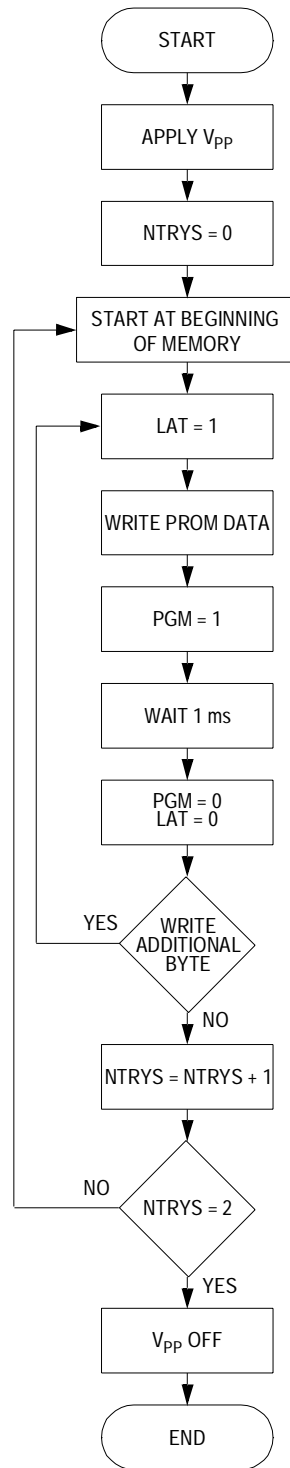 START
APPLY VPP
NTRYS = 0
START AT BEGINNING
OF MEMORY
LAT = 1
WRITE PROM DATA
PGM = 1
WAIT 1 ms
PGM = 0
LAT = 0
YES
WRITE
ADDITIONAL
BYTE
NO
NTRYS = NTRYS + 1
NO
NTRYS = 2
YES
VPP OFF
END